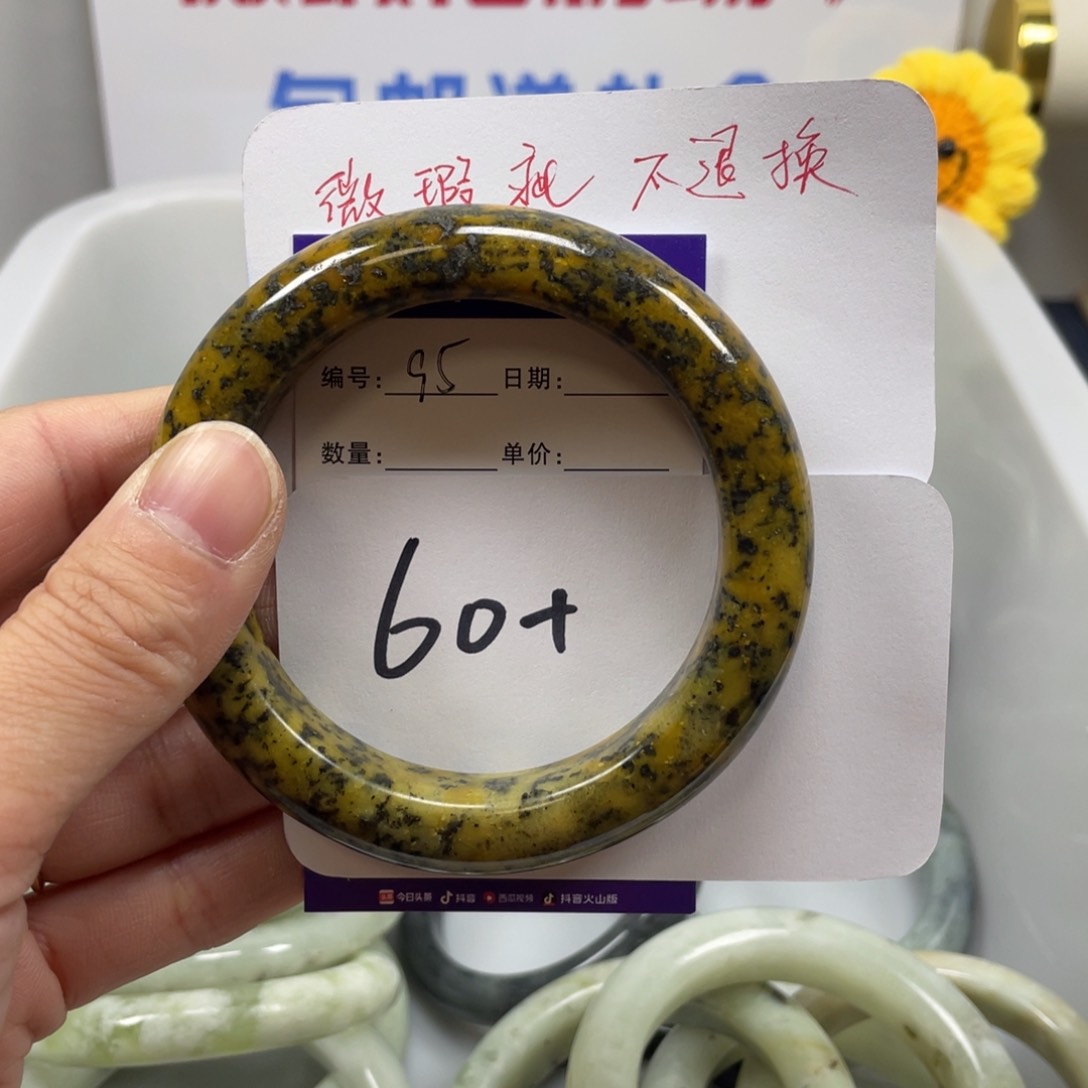 微瑕疵 不退换
编号: 95 日期:
数量: 单价:
60+
今日头条 抖音 西瓜视频 抖音火山版